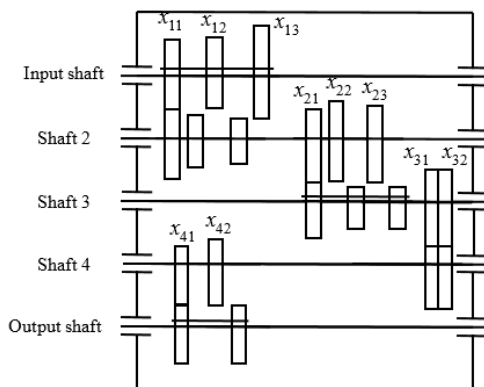 x11 x12 x13
Input shaft
x21 x22 x23
Shaft 2
x31 x32
Shaft 3
x41 x42
Shaft 4
Output shaft